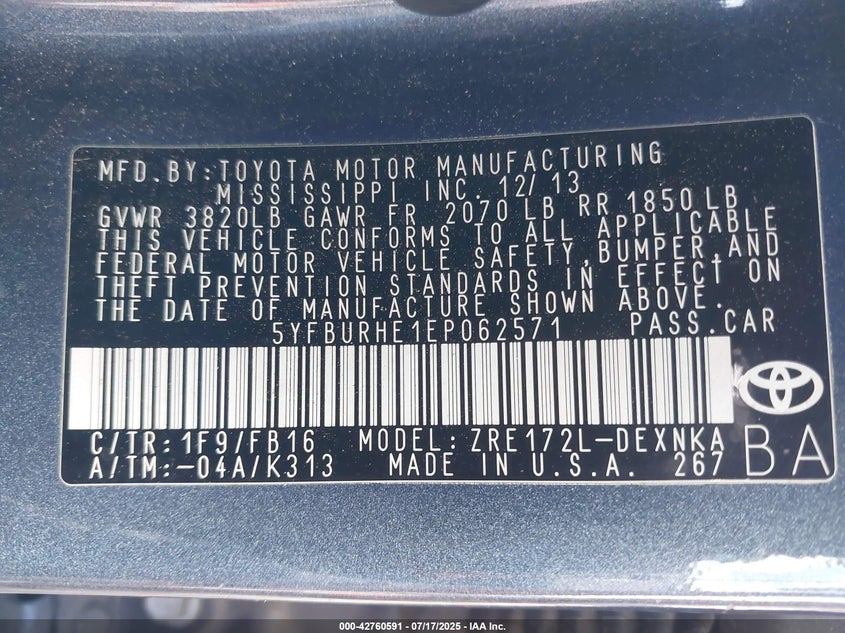 MFD.BY:TOYOTA MOTOR MANUFACTURING
MISSISSIPPI INC. 12/13
GVWR 3820LB GAWR FR 2070 LB RR 1850LB
THIS VEHICLE CONFORMS TO ALL APPLICABLE
FEDERAL MOTOR VEHICLE SAFETY,BUMPER,AND
THEFT PREVENTION STANDARDS IN EFFECT ON
THE DATE OF MANUFACTURE SHOWN ABOVE.
5YFBURHE1EP062571 PASS.CAR
C/TR:1F9/FB16 MODEL:ZRE172L-DEXNKA
A/TM:-04A/K313 MADE IN U.S.A. 267
BA
000-42760591 / 07/17/2025 - IAA Inc.